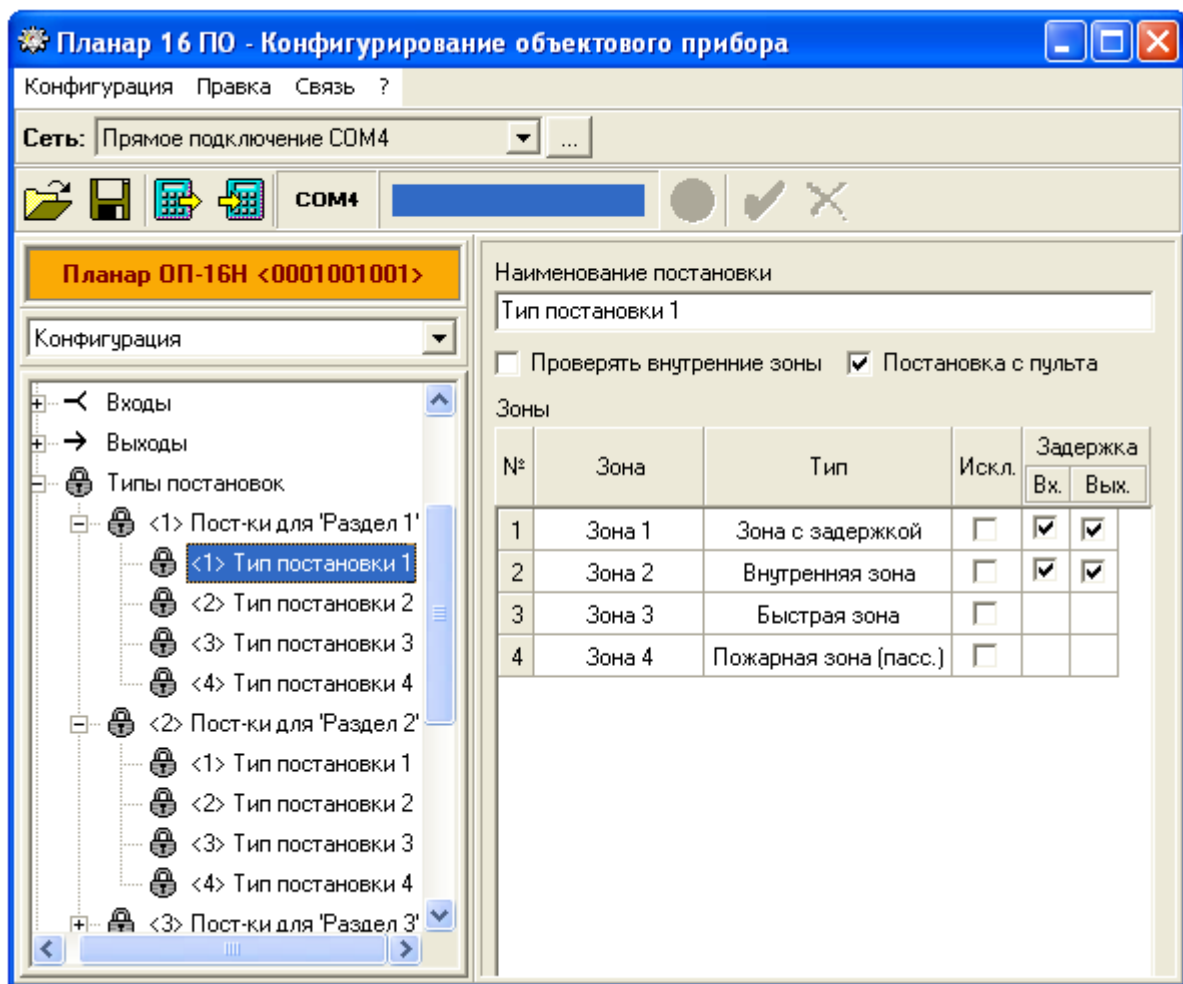 Планар 16 ПО - Конфигурирование объектового прибора
Конфигурация Правка Связь ?
Сеть: Прямое подключение COM4 ...
COM4
Планар ОП-16Н <0001001001>
Конфигурация
Входы
Выходы
Типы постановок
<1> Пост-ки для 'Раздел 1'
<1> Тип постановки 1
<2> Тип постановки 2
<3> Тип постановки 3
<4> Тип постановки 4
<2> Пост-ки для 'Раздел 2'
<1> Тип постановки 1
<2> Тип постановки 2
<3> Тип постановки 3
<4> Тип постановки 4
<3> Пост-ки для 'Раздел 3'
Наименование постановки
Тип постановки 1
Проверять внутренние зоны Постановка с пульта
Зоны
№ Зона Тип Искл. Задержка
Вх. Вых.
1 Зона 1 Зона с задержкой
2 Зона 2 Внутренняя зона
3 Зона 3 Быстрая зона
4 Зона 4 Пожарная зона (пасс.)